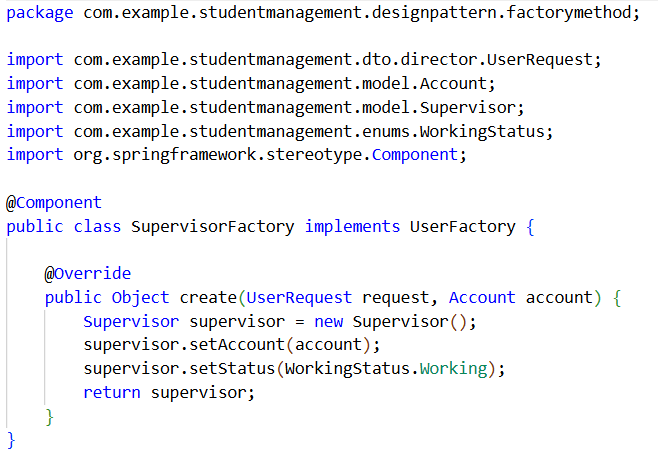 package com.example.studentmanagement.designpattern.factorymethod;
import com.example.studentmanagement.dto.director.UserRequest;
import com.example.studentmanagement.model.Account;
import com.example.studentmanagement.model.Supervisor;
import com.example.studentmanagement.enums.WorkingStatus;
import org.springframework.stereotype.Component;
@Component
public class SupervisorFactory implements UserFactory {
@Override
public Object create(UserRequest request, Account account) {
Supervisor supervisor = new Supervisor();
supervisor.setAccount(account);
supervisor.setStatus(WorkingStatus.Working);
return supervisor;
}
}